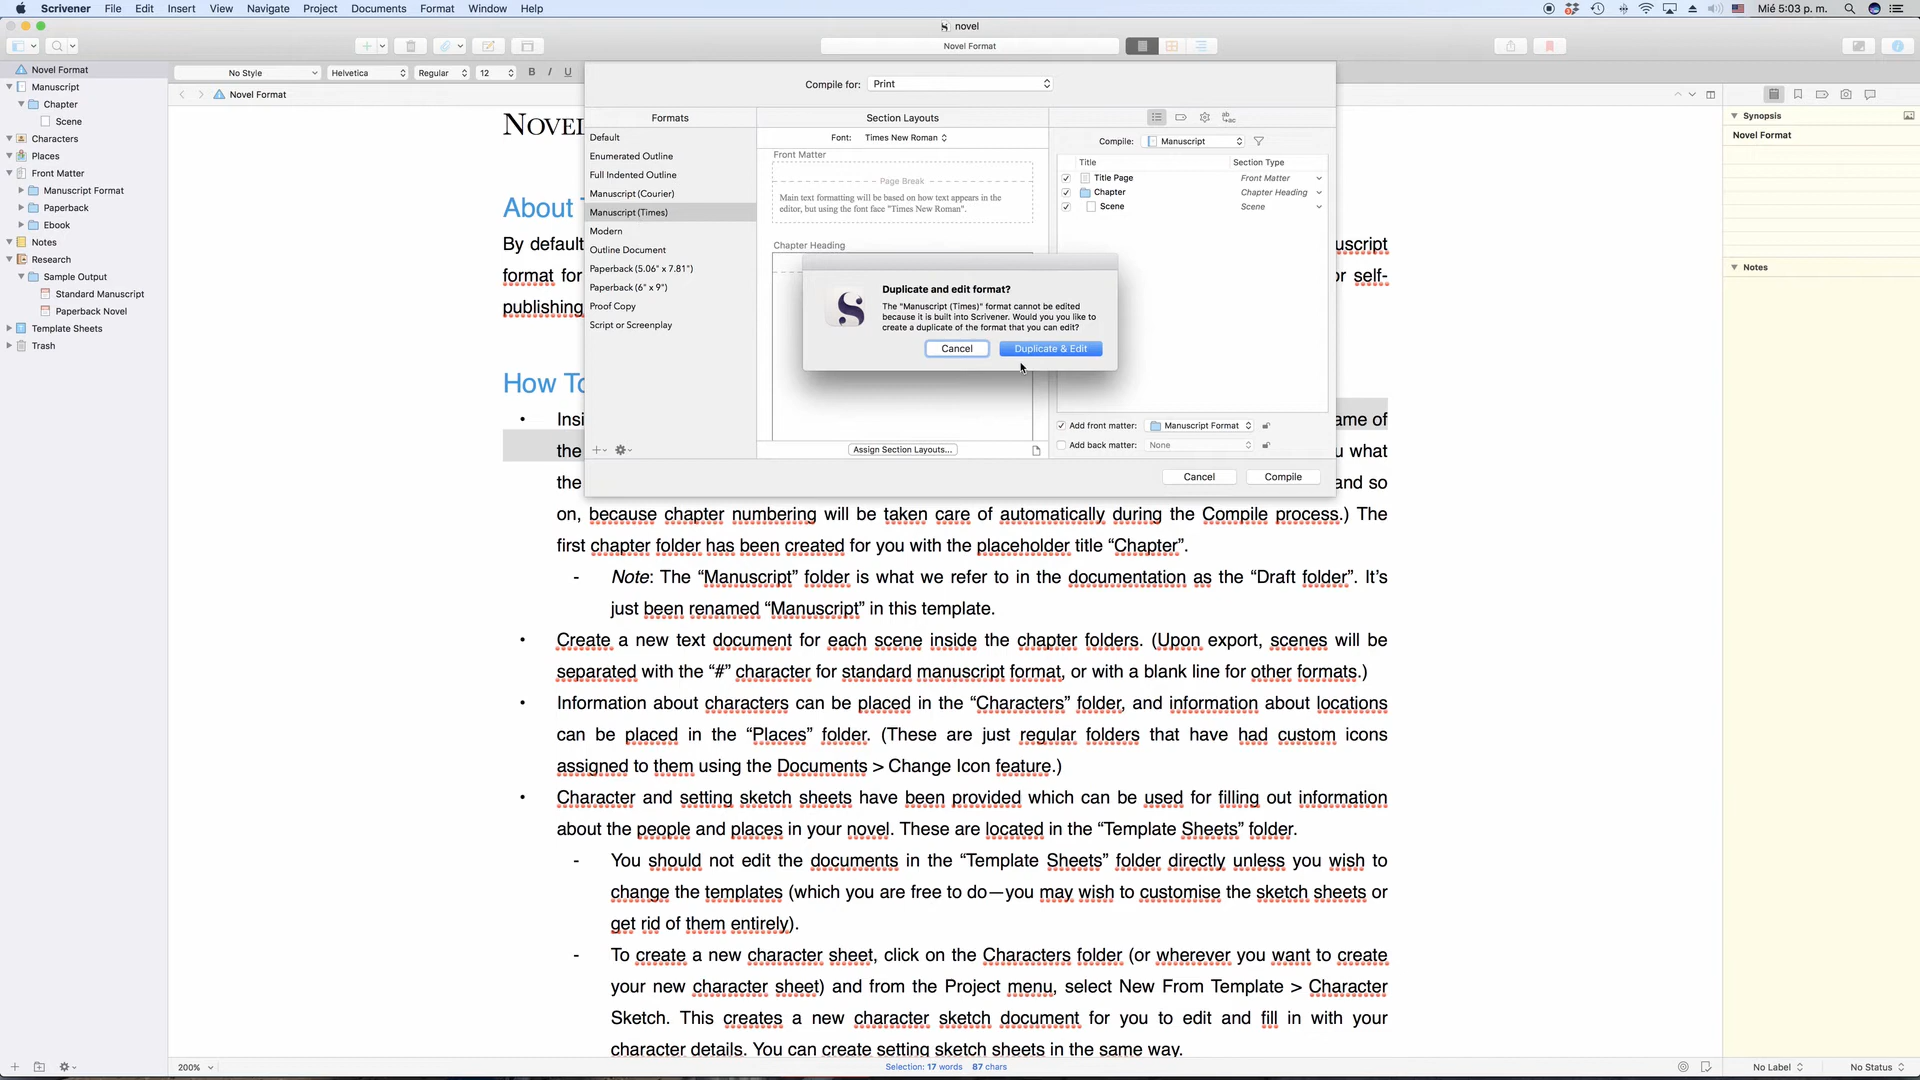 Scrivener File Edit Insert View Navigate Project Documents Format Window Help
Mié 5:03 p. m.
novel
Novel Format
Novel Format
Manuscript
Chapter
Scene
Characters
Places
Front Matter
Manuscript Format
Paperback
Ebook
Notes
Research
Sample Output
Standard Manuscript
Paperback Novel
Template Sheets
Trash
No Style Helvetica Regular 12 B I U
Novel Format
Compile for: Print
Formats
Default
Enumerated Outline
Full Indented Outline
Manuscript (Courier)
Manuscript (Times)
Modern
Outline Document
Paperback (5.06" x 7.81")
Paperback (6" x 9")
Proof Copy
Script or Screenplay
Section Layouts
Font: Times New Roman
Front Matter
Page Break
Main text formatting will be based on how text appears in the
editor, but using the font face "Times New Roman".
Chapter Heading
Assign Section Layouts...
Compile: Manuscript
Title Section Type
Title Page Front Matter
Chapter Chapter Heading
Scene Scene
Add front matter: Manuscript Format
Add back matter: None
Cancel Compile
Duplicate and edit format?
The "Manuscript (Times)" format cannot be edited
because it is built into Scrivener. Would you you like to
create a duplicate of the format that you can edit?
Cancel Duplicate & Edit
About
By default
format for
publishing
How To
the what
the and so
on, because chapter numbering will be taken care of automatically during the Compile process.) The
first chapter folder has been created for you with the placeholder title “Chapter”.
- Note: The “Manuscript” folder is what we refer to in the documentation as the “Draft folder”. It’s
just been renamed “Manuscript” in this template.
• Create a new text document for each scene inside the chapter folders. (Upon export, scenes will be
separated with the “#” character for standard manuscript format, or with a blank line for other formats.)
• Information about characters can be placed in the “Characters” folder, and information about locations
can be placed in the “Places” folder. (These are just regular folders that have had custom icons
assigned to them using the Documents > Change Icon feature.)
• Character and setting sketch sheets have been provided which can be used for filling out information
about the people and places in your novel. These are located in the “Template Sheets” folder.
- You should not edit the documents in the “Template Sheets” folder directly unless you wish to
change the templates (which you are free to do—you may wish to customise the sketch sheets or
get rid of them entirely).
- To create a new character sheet, click on the Characters folder (or wherever you want to create
your new character sheet) and from the Project menu, select New From Template > Character
Sketch. This creates a new character sketch document for you to edit and fill in with your
character details. You can create setting sketch sheets in the same way.
Synopsis
Novel Format
Notes
200%
Selection: 17 words 87 chars
No Label No Status